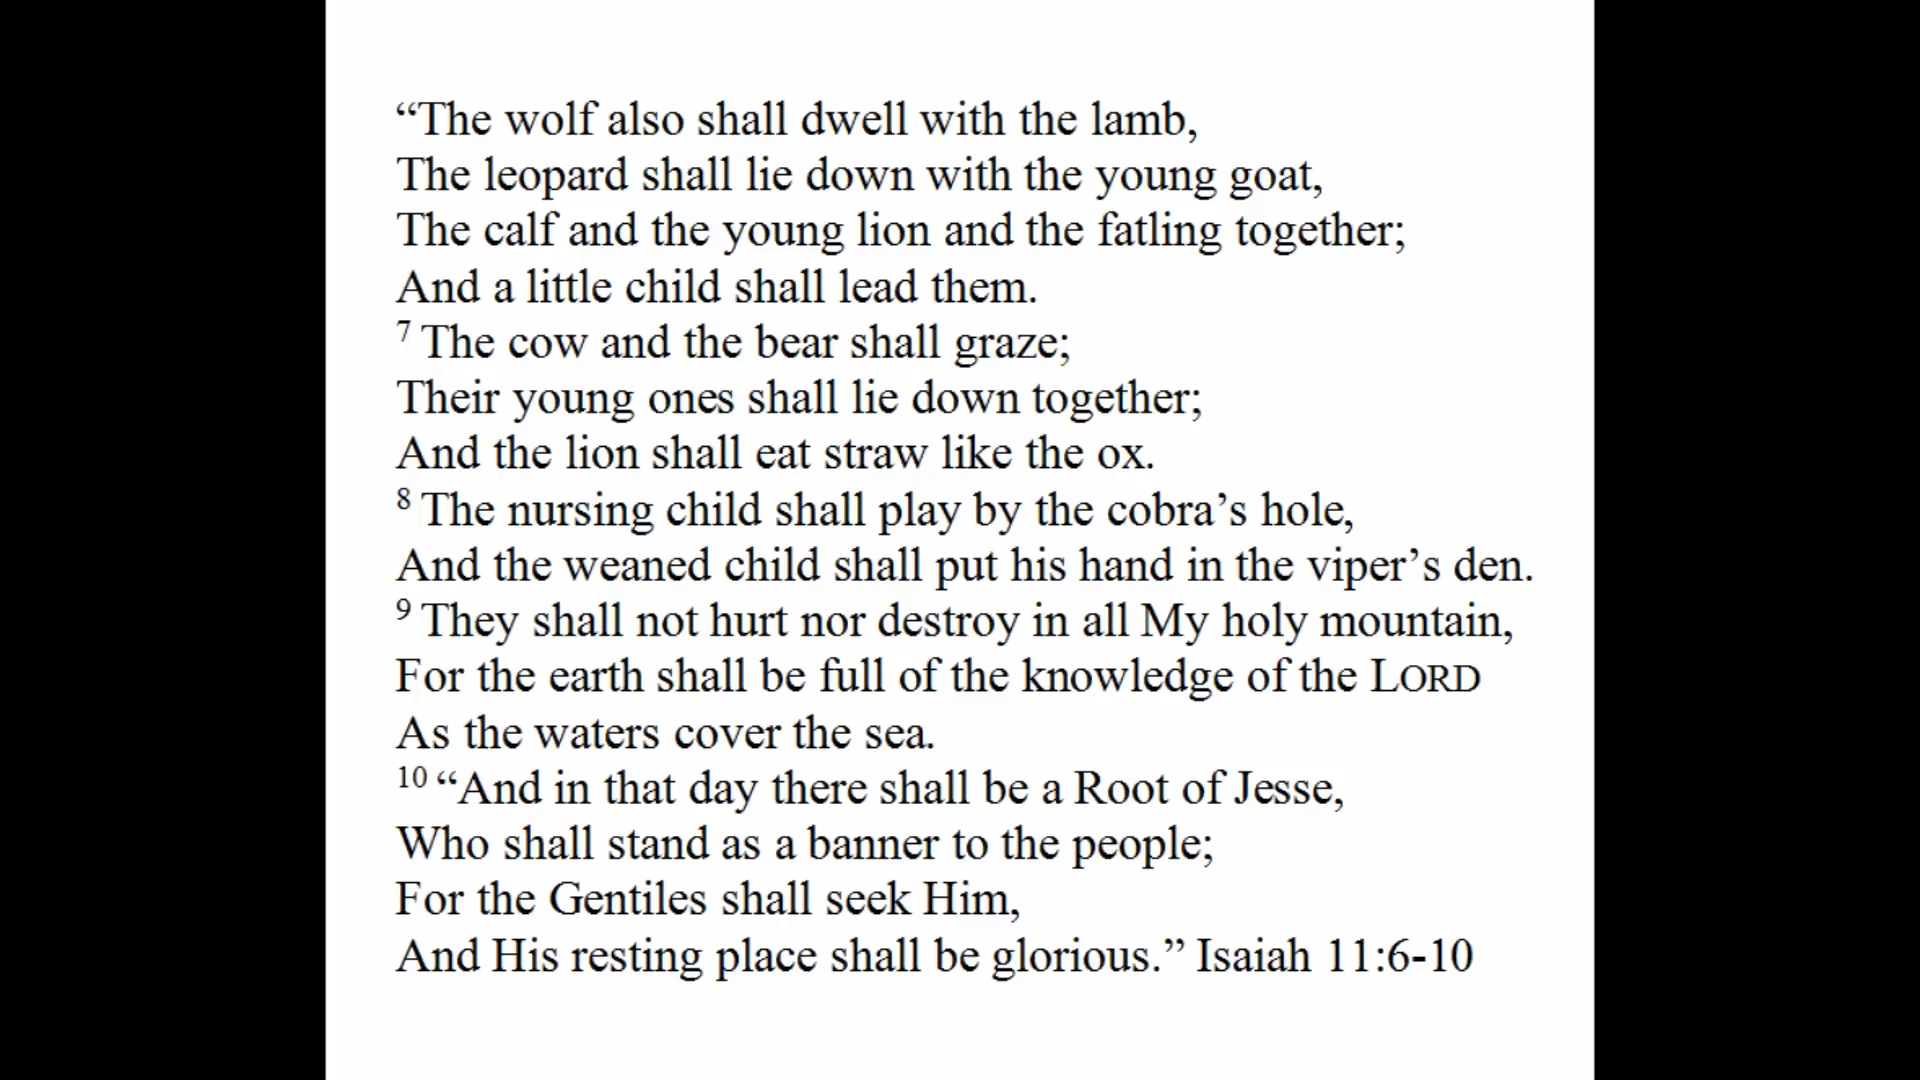 “The wolf also shall dwell with the lamb,
The leopard shall lie down with the young goat,
The calf and the young lion and the fatling together;
And a little child shall lead them.
7 The cow and the bear shall graze;
Their young ones shall lie down together;
And the lion shall eat straw like the ox.
8 The nursing child shall play by the cobra’s hole,
And the weaned child shall put his hand in the viper’s den.
9 They shall not hurt nor destroy in all My holy mountain,
For the earth shall be full of the knowledge of the LORD
As the waters cover the sea.
10 “And in that day there shall be a Root of Jesse,
Who shall stand as a banner to the people;
For the Gentiles shall seek Him,
And His resting place shall be glorious.” Isaiah 11:6-10